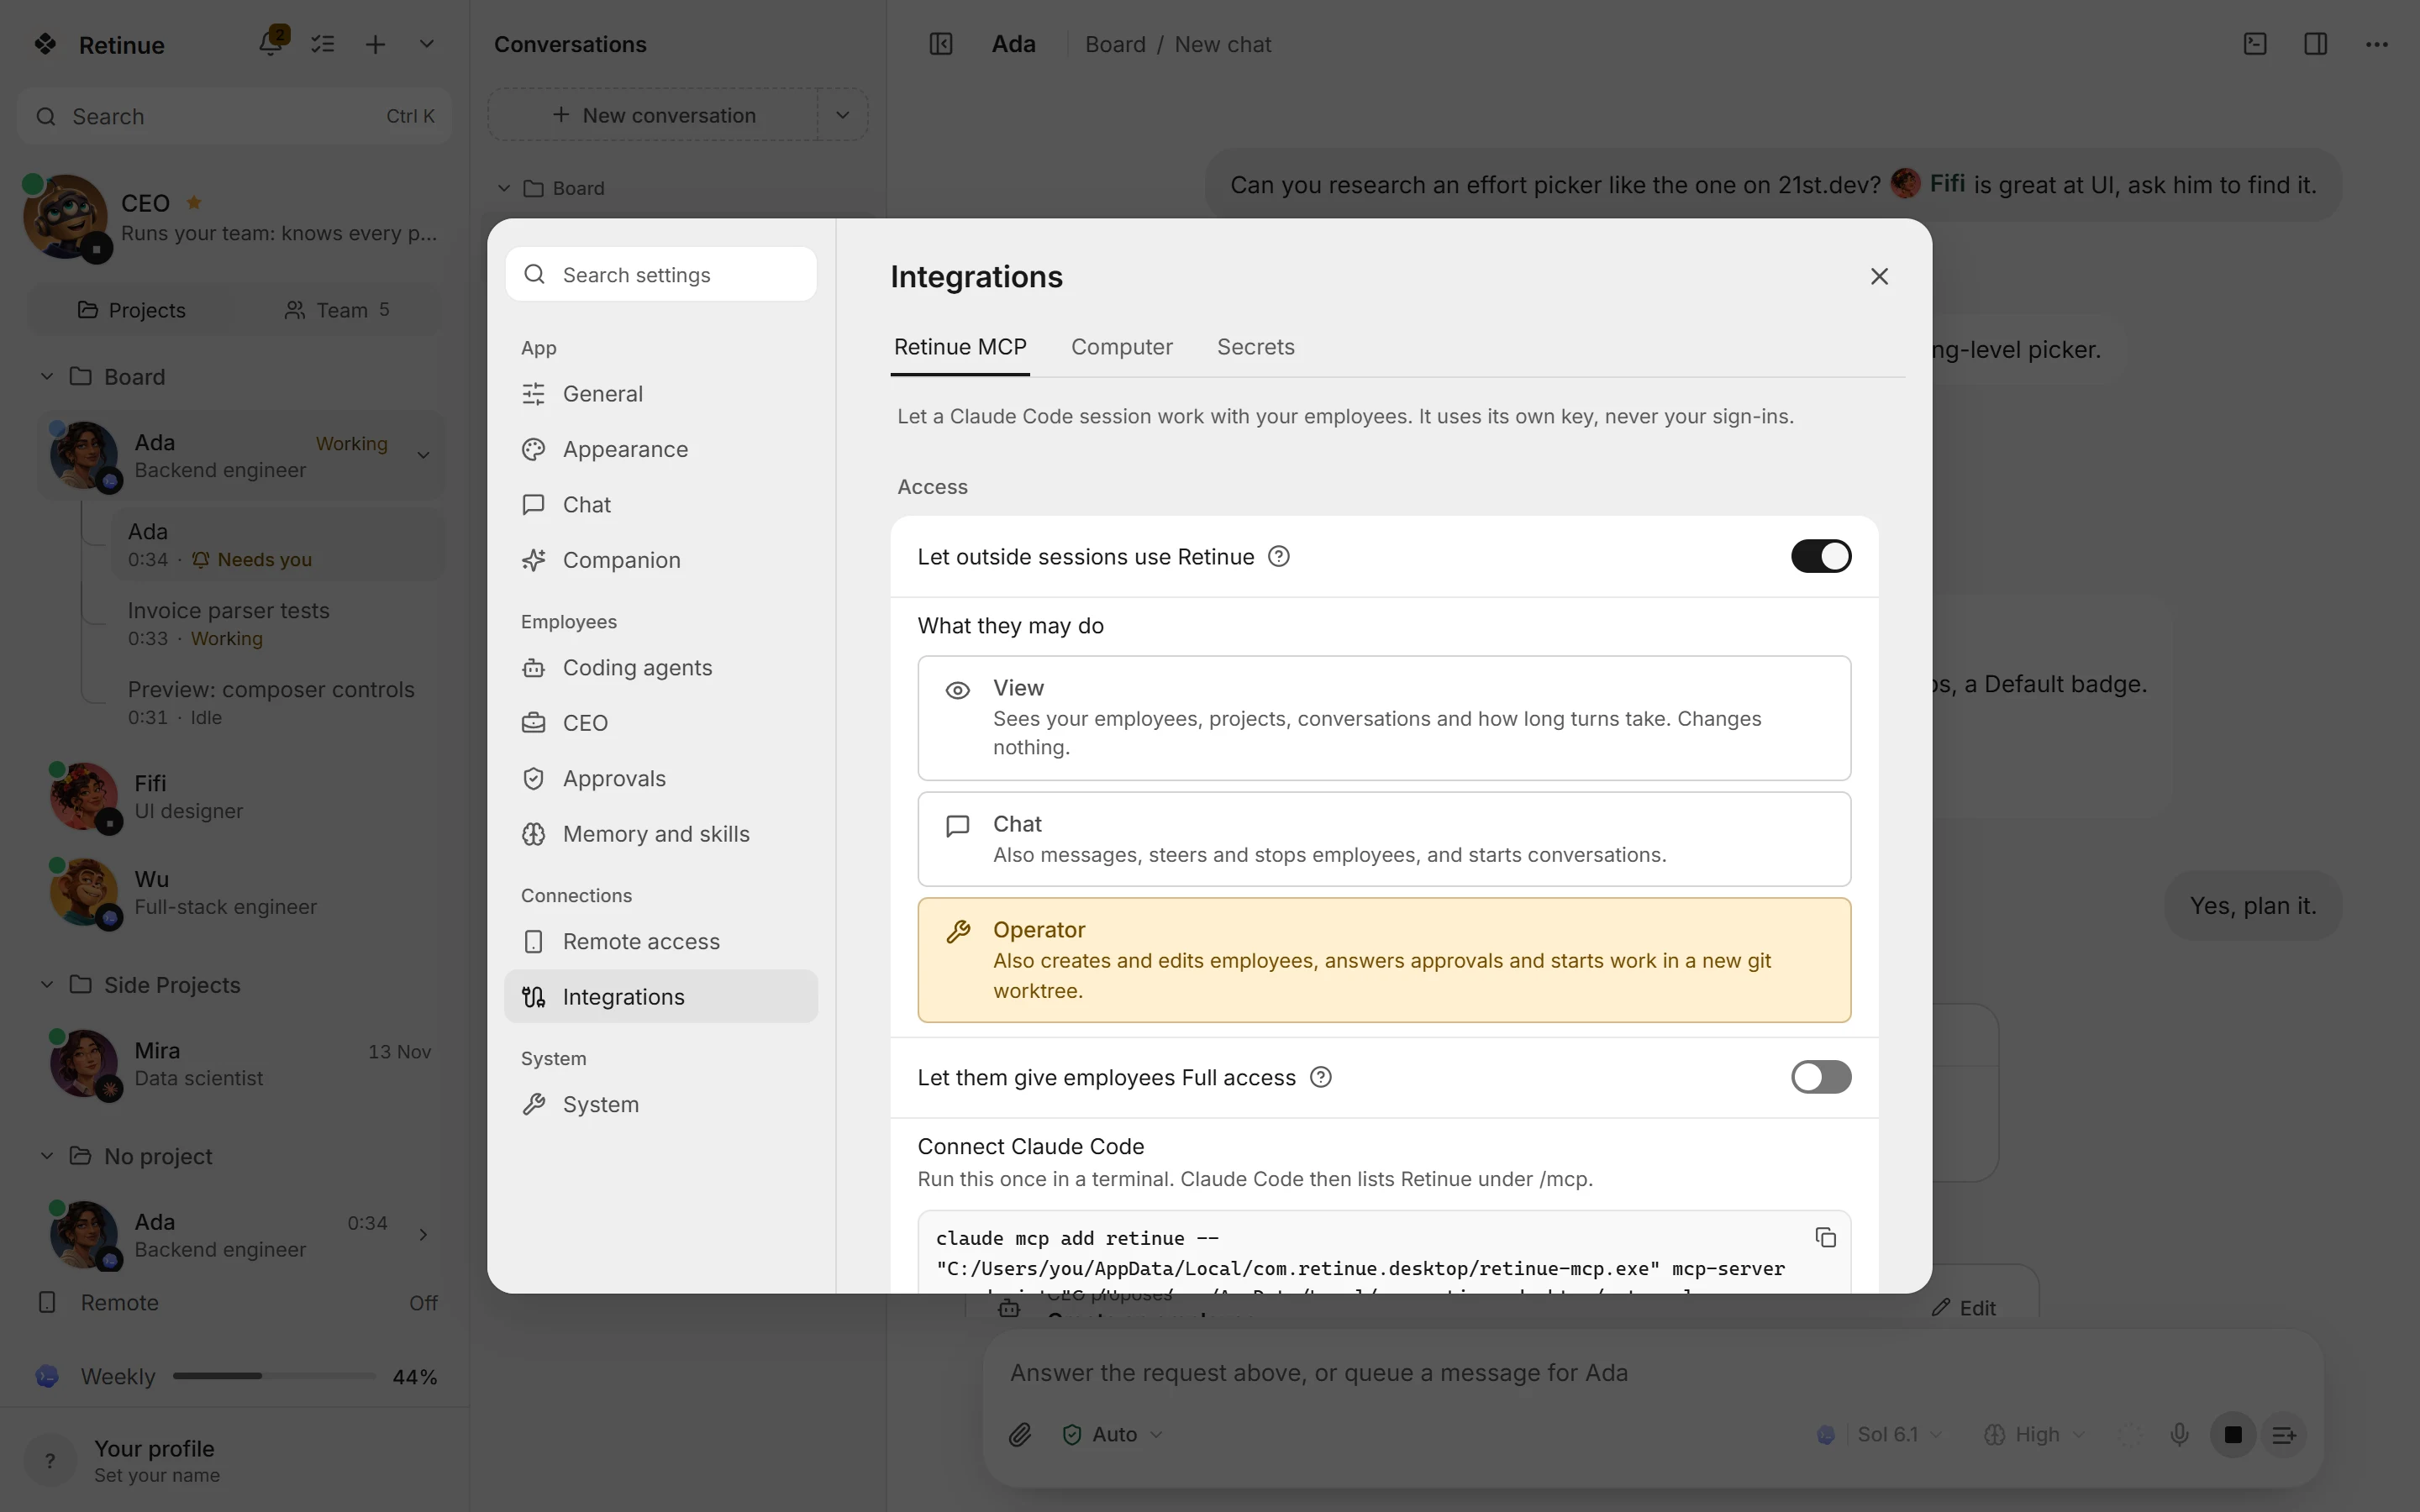 Retinue
2
Search
Ctrl K
CEO
Runs your team: knows every p...
Projects
Team 5
Board
Ada
Working
Backend engineer
Ada
0:34 · Needs you
Invoice parser tests
0:33 · Working
Preview: composer controls
0:31 · Idle
Fifi
UI designer
Wu
Full-stack engineer
Side Projects
Mira
13 Nov
Data scientist
No project
Ada
0:34
Backend engineer
Remote
Off
Weekly
44%
?
Your profile
Set your name
Conversations
New conversation
Board
Ada
Board / New chat
Can you research an effort picker like the one on 21st.dev? Fifi is great at UI, ask him to find it.
ng-level picker.
a Default badge.
Yes, plan it.
Search settings
App
General
Appearance
Chat
Companion
Employees
Coding agents
CEO
Approvals
Memory and skills
Connections
Remote access
Integrations
System
System
Integrations
Retinue MCP
Computer
Secrets
Let a Claude Code session work with your employees. It uses its own key, never your sign-ins.
Access
Let outside sessions use Retinue
What they may do
View
Sees your employees, projects, conversations and how long turns take. Changes
nothing.
Chat
Also messages, steers and stops employees, and starts conversations.
Operator
Also creates and edits employees, answers approvals and starts work in a new git
worktree.
Let them give employees Full access
Connect Claude Code
Run this once in a terminal. Claude Code then lists Retinue under /mcp.
claude mcp add retinue --
"C:/Users/you/AppData/Local/com.retinue.desktop/retinue-mcp.exe" mcp-server
Edit
Answer the request above, or queue a message for Ada
Auto
Sol 6.1
High